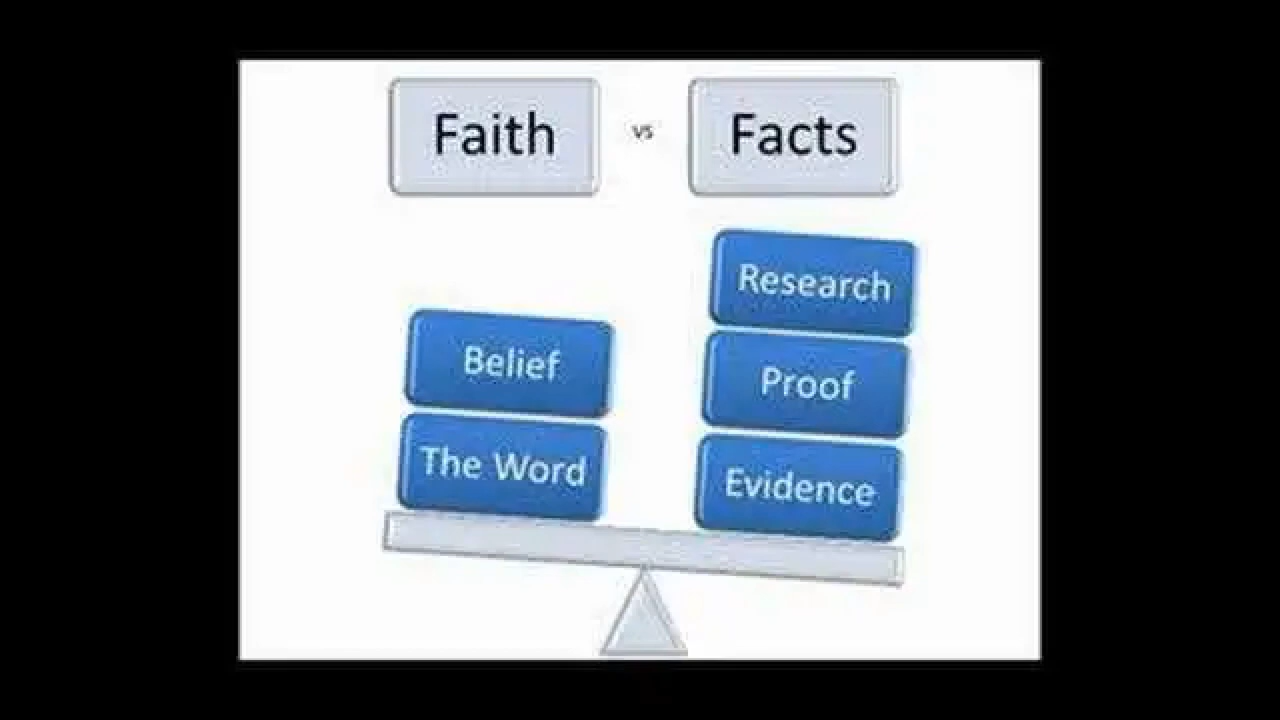 Faith vs Facts
Research
Belief
Proof
The Word
Evidence